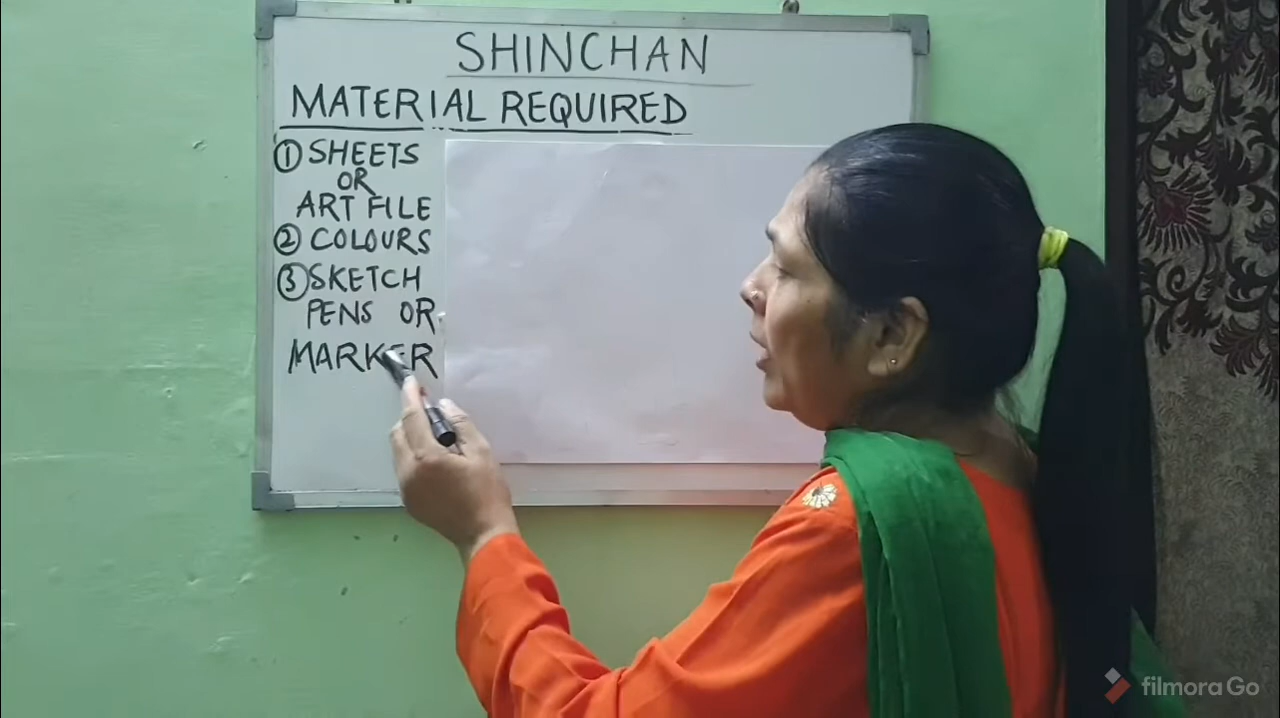 SHINCHAN
MATERIAL REQUIRED
① SHEETS
OR
ART FILE
② COLOURS
③ SKETCH
PENS OR
MARKER
filmora Go